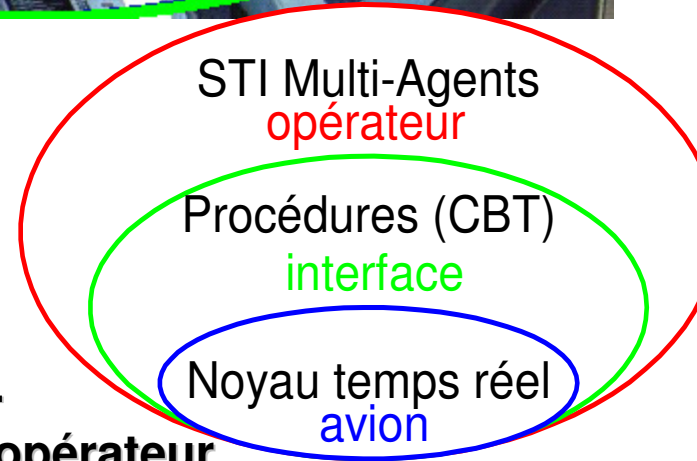 STI Multi-Agents
opérateur
Procédures (CBT)
interface
Noyau temps réel
avion
opérateur